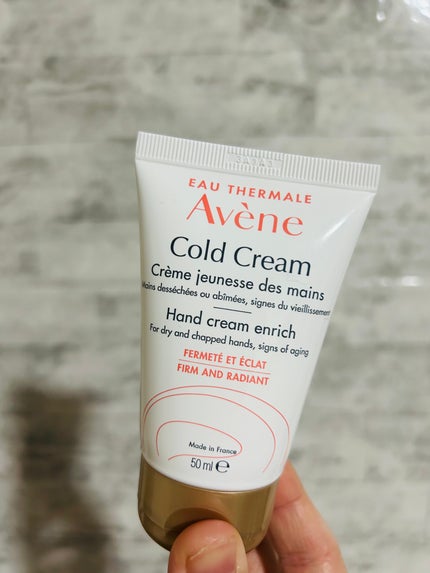 EAU THERMALE
Avène
Cold Cream
Crème jeunesse des mains
Mains desséchées ou abîmées, signes du vieillissement
Hand cream enrich
For dry and chapped hands, signs of aging
FERMETÉ ET ÉCLAT
FIRM AND RADIANT
Made in France
50 ml ℮